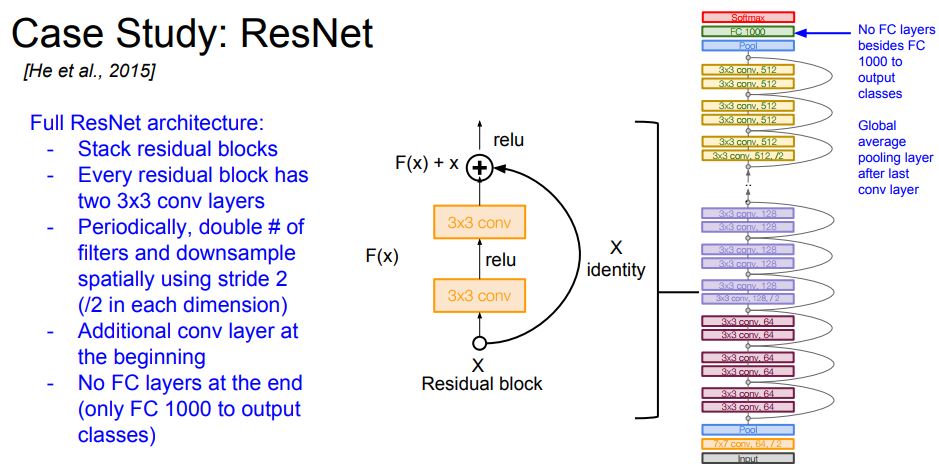 Case Study: ResNet
[He et al., 2015]
Full ResNet architecture:
- Stack residual blocks
- Every residual block has
two 3x3 conv layers
- Periodically, double # of
filters and downsample
spatially using stride 2
(/2 in each dimension)
- Additional conv layer at
the beginning
- No FC layers at the end
(only FC 1000 to output
classes)
relu
F(x) + x
3x3 conv
F(x)
relu
3x3 conv
X
identity
X
Residual block
Softmax
FC 1000
Pool
3x3 conv, 512
3x3 conv, 512
3x3 conv, 512
3x3 conv, 512
3x3 conv, 512
3x3 conv, 512, /2
..
3x3 conv, 128
3x3 conv, 128
3x3 conv, 128
3x3 conv, 128
3x3 conv, 128
3x3 conv, 128, / 2
3x3 conv, 64
3x3 conv, 64
3x3 conv, 64
3x3 conv, 64
3x3 conv, 64
3x3 conv, 64
Pool
7x7 conv, 64, / 2
Input
No FC layers
besides FC
1000 to
output
classes
Global
average
pooling layer
after last
conv layer